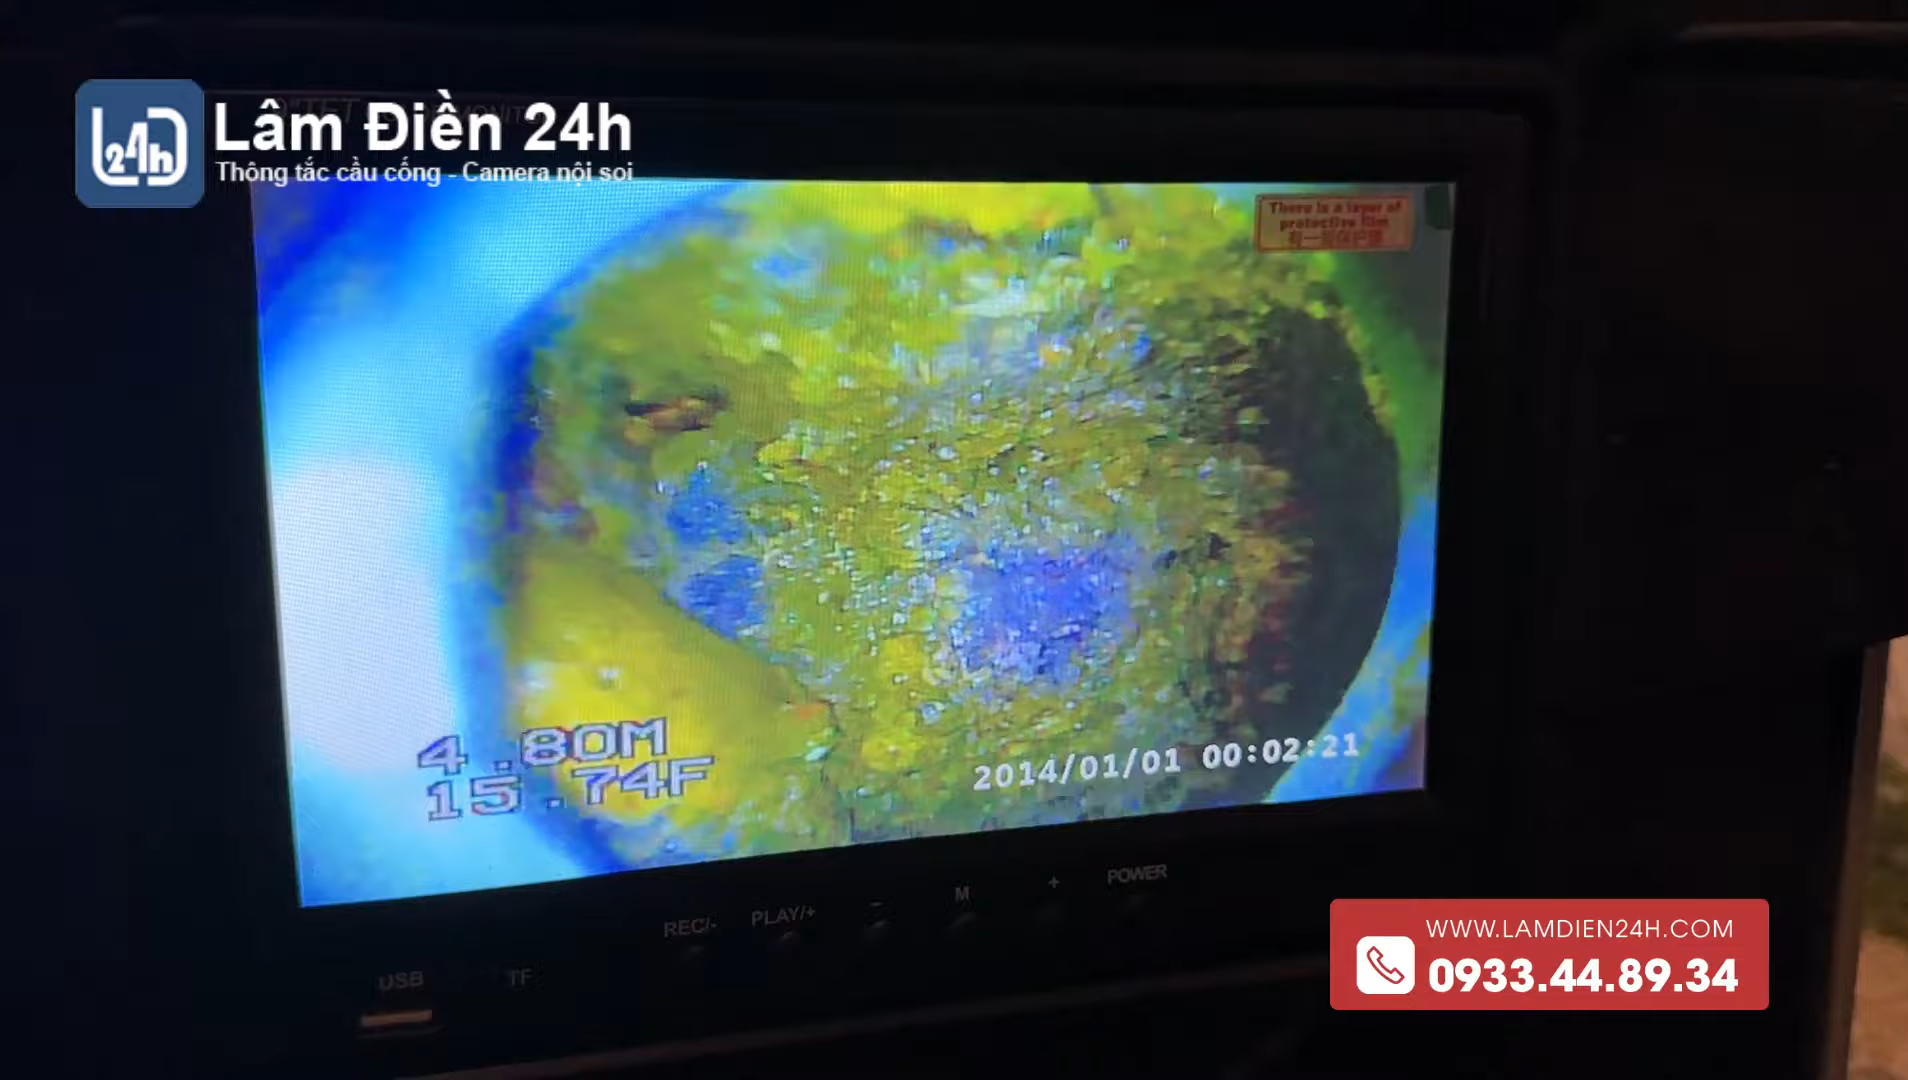 Lâm Điền 24h
Thông tắc cầu cống - Camera nội soi
24h
There is a layer of
protective film
4.80M
15.74F
2014/01/01 00:02:21
REC/-
PLAY/+
-
M
+
POWER
USB
TF
WWW.LAMDIEN24H.COM
0933.44.89.34